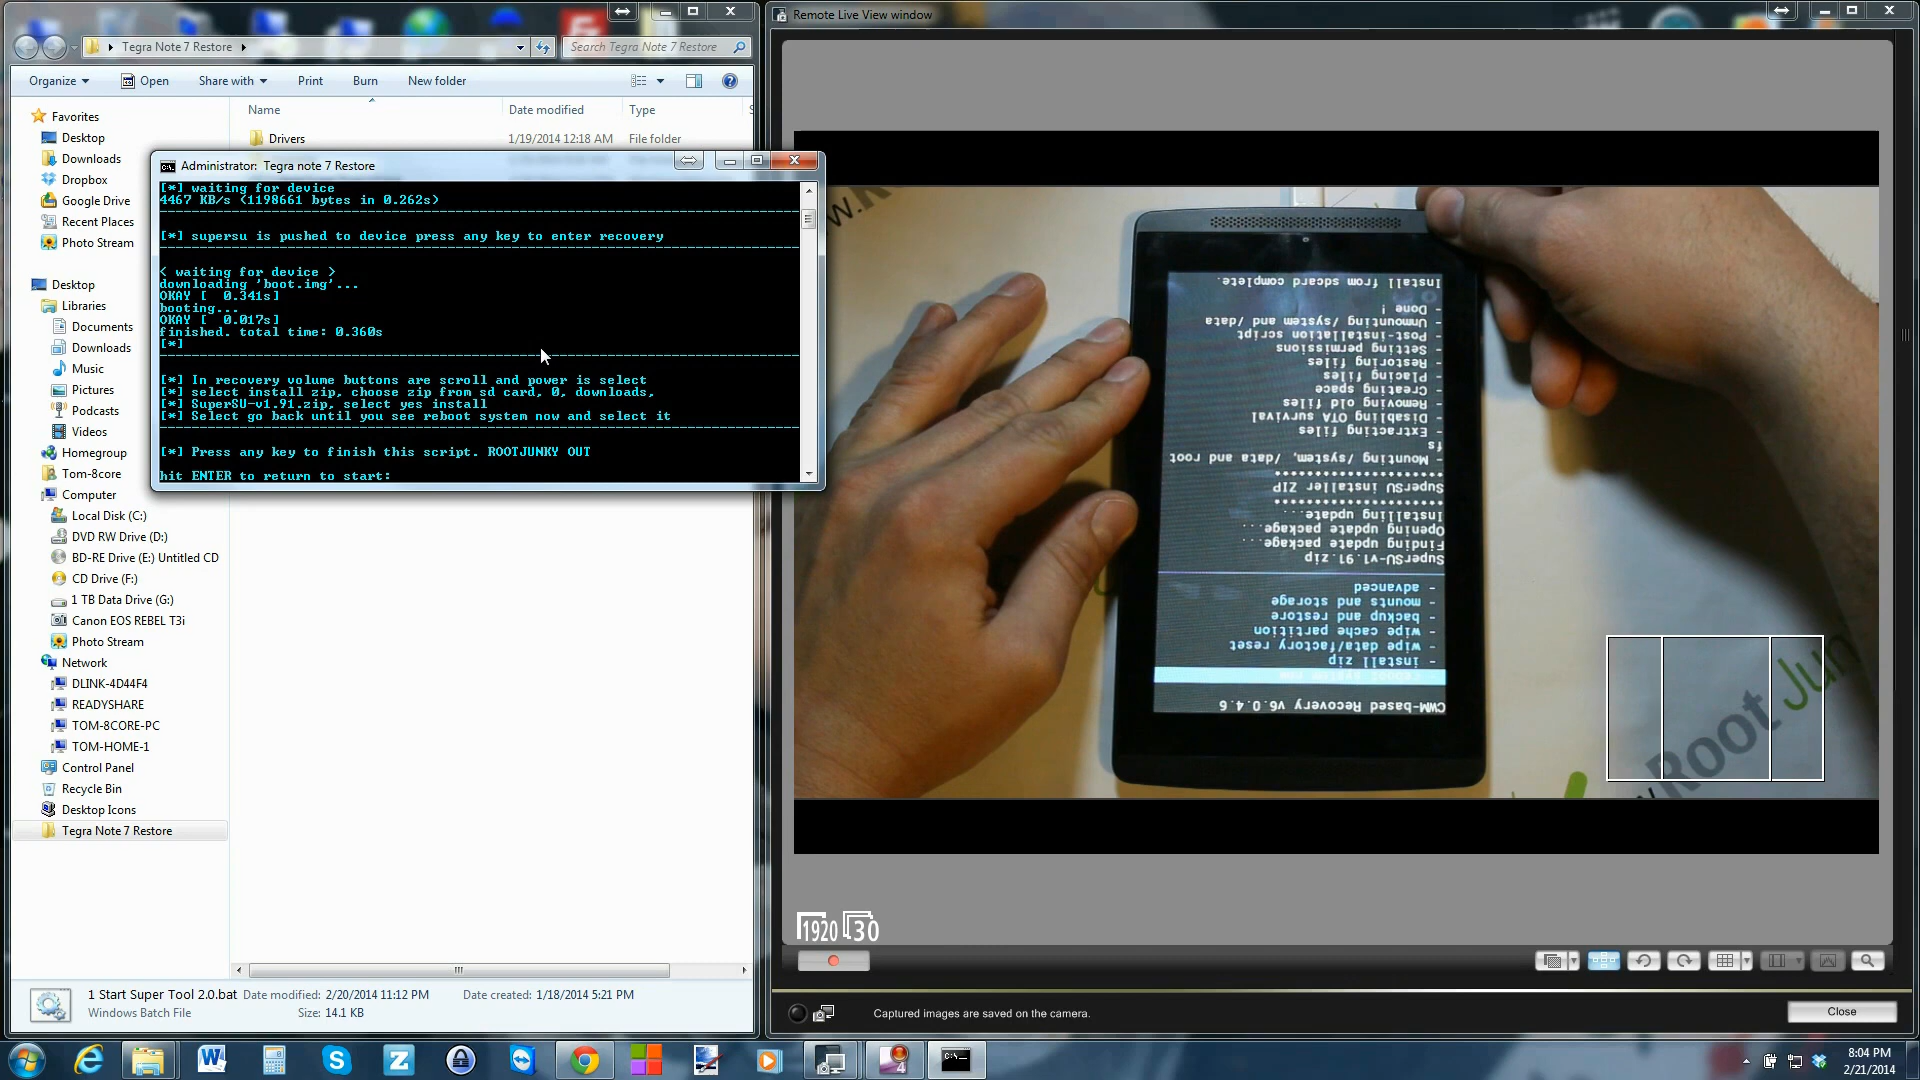 Tegra Note 7 Restore
Search Tegra Note 7 Restore
Organize
Open
Share with
Print
Burn
New folder
Name
Date modified
Type
Drivers
1/19/2014 12:18 AM
File folder
Favorites
Desktop
Downloads
Dropbox
Google Drive
Recent Places
Photo Stream
Desktop
Libraries
Documents
Downloads
Music
Pictures
Podcasts
Videos
Homegroup
Tom-8core
Computer
Local Disk (C:)
DVD RW Drive (D:)
BD-RE Drive (E:) Untitled CD
CD Drive (F:)
1 TB Data Drive (G:)
Canon EOS REBEL T3i
Photo Stream
Network
DLINK-4D44F4
READYSHARE
TOM-8CORE-PC
TOM-HOME-1
Control Panel
Recycle Bin
Desktop Icons
Tegra Note 7 Restore
Administrator: Tegra note 7 Restore
[*] waiting for device
4467 KB/s (1198661 bytes in 0.262s)
[*] supersu is pushed to device press any key to enter recovery
< waiting for device >
downloading 'boot.img'...
OKAY [ 0.341s]
booting...
OKAY [ 0.017s]
finished. total time: 0.360s
[*]
[*] In recovery volume buttons are scroll and power is select
[*] select install zip, choose zip from sd card, 0, downloads,
[*] SuperSU-v1.91.zip, select yes install
[*] Select go back until you see reboot system now and select it
[*] Press any key to finish this script. ROOTJUNKY OUT
hit ENTER to return to start:
1 Start Super Tool 2.0.bat
Date modified: 2/20/2014 11:12 PM
Date created: 1/18/2014 5:21 PM
Windows Batch File
Size: 14.1 KB
Remote Live View window
CWM-based Recovery v6.0.4.6
- reboot system now
- install zip
- wipe data/factory reset
- wipe cache partition
- backup and restore
- mounts and storage
- advanced
SuperSU-v1.91.zip
Finding update package...
Opening update package...
Installing update...
SuperSU installer ZIP
- Mounting /system, /data and root
fs
- Extracting files
- Disabling OTA survival
- Removing old files
- Creating space
- Placing files
- Restoring files
- Setting permissions
- Post-installation script
- Unmounting /system and /data
- Done !
Install from sdcard complete.
w.Root Jun
1920 30
Captured images are saved on the camera.
Close
8:04 PM
2/21/2014